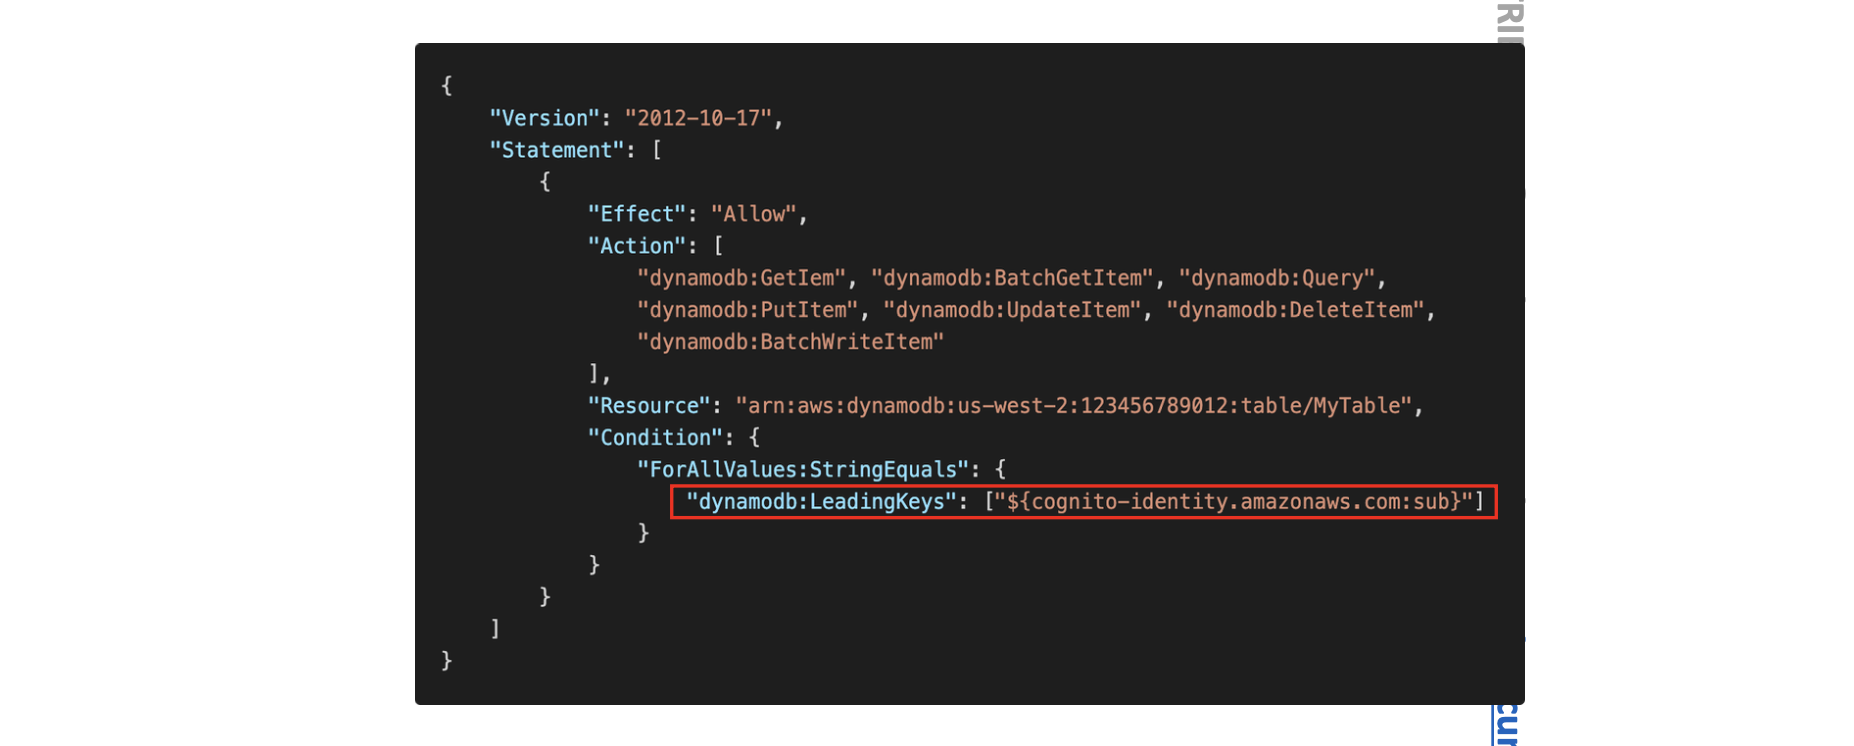 TRI
{
"Version": "2012-10-17",
"Statement": [
{
"Effect": "Allow",
"Action": [
"dynamodb:GetIem", "dynamodb:BatchGetItem", "dynamodb:Query",
"dynamodb:PutItem", "dynamodb:UpdateItem", "dynamodb:DeleteItem",
"dynamodb:BatchWriteItem"
],
"Resource": "arn:aws:dynamodb:us-west-2:123456789012:table/MyTable",
"Condition": {
"ForAllValues:StringEquals": {
"dynamodb:LeadingKeys": ["${cognito-identity.amazonaws.com:sub}"]
}
}
}
]
}
cur